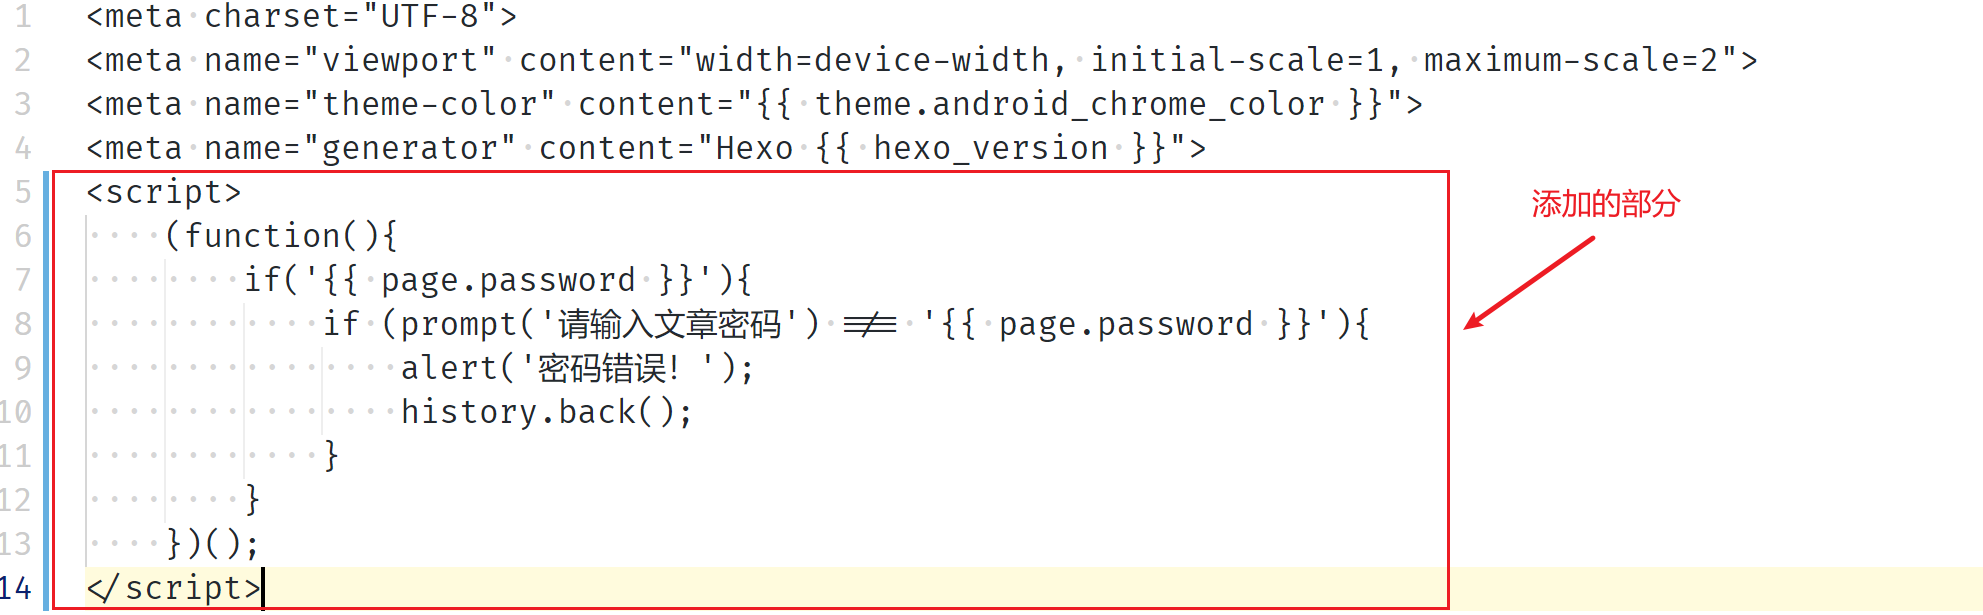 1 <meta charset="UTF-8">
2 <meta name="viewport" content="width=device-width, initial-scale=1, maximum-scale=2">
3 <meta name="theme-color" content="{{ theme.android_chrome_color }}">
4 <meta name="generator" content="Hexo {{ hexo_version }}">
5 <script>
添加的部分
6     (function(){
7         if('{{ page.password }}'){
8             if (prompt('请输入文章密码') !== '{{ page.password }}'){
9                 alert('密码错误！');
10                 history.back();
11             }
12         }
13     })();
14 </script>